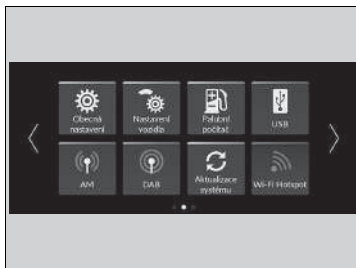 Obecná
nastavení
Nastavení
vozidla
Palubní
počítač
USB
AM
DAB
Aktualizace
systému
Wi-Fi Hotspot